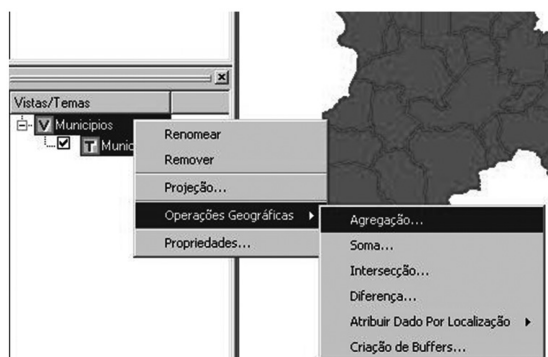 Vistas/Temas
V Municipios
T Munic
Renomear
Remover
Projeção...
Operações Geográficas
Propriedades...
Agregação...
Soma...
Intersecção...
Diferença...
Atribuir Dado Por Localização
Criação de Buffers...